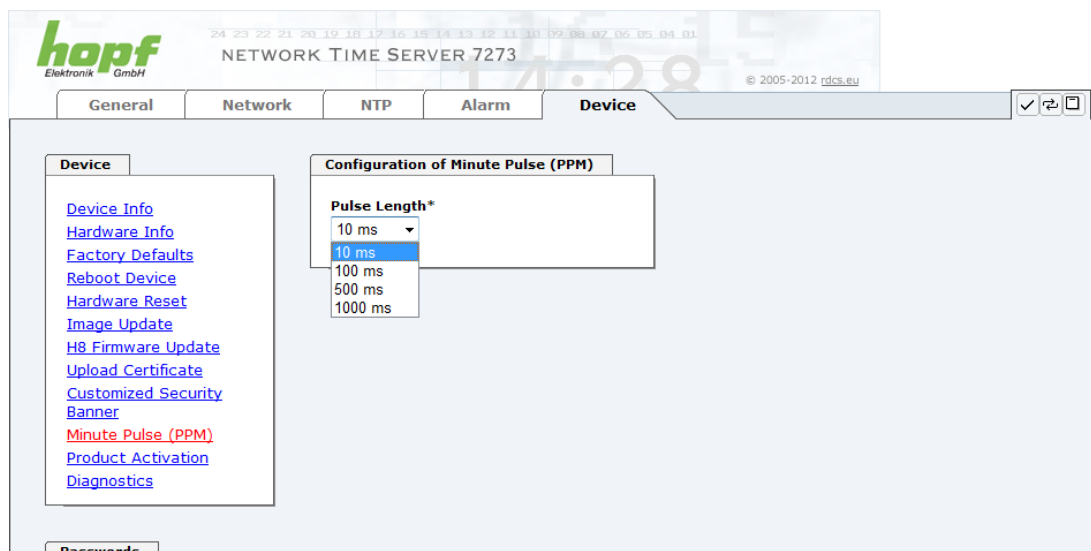 hopf
Elektronik GmbH
24 23 22 21 20 19 18 17 16 15 14 13 12 11 10 09 08 07 06 05 04 01
NETWORK TIME SERVER 7273
14:28
© 2005-2012 rdcs.eu
General
Network
NTP
Alarm
Device
Device
Device Info
Hardware Info
Factory Defaults
Reboot Device
Hardware Reset
Image Update
H8 Firmware Update
Upload Certificate
Customized Security
Banner
Minute Pulse (PPM)
Product Activation
Diagnostics
Configuration of Minute Pulse (PPM)
Pulse Length*
10 ms
10 ms
100 ms
500 ms
1000 ms
Passwords